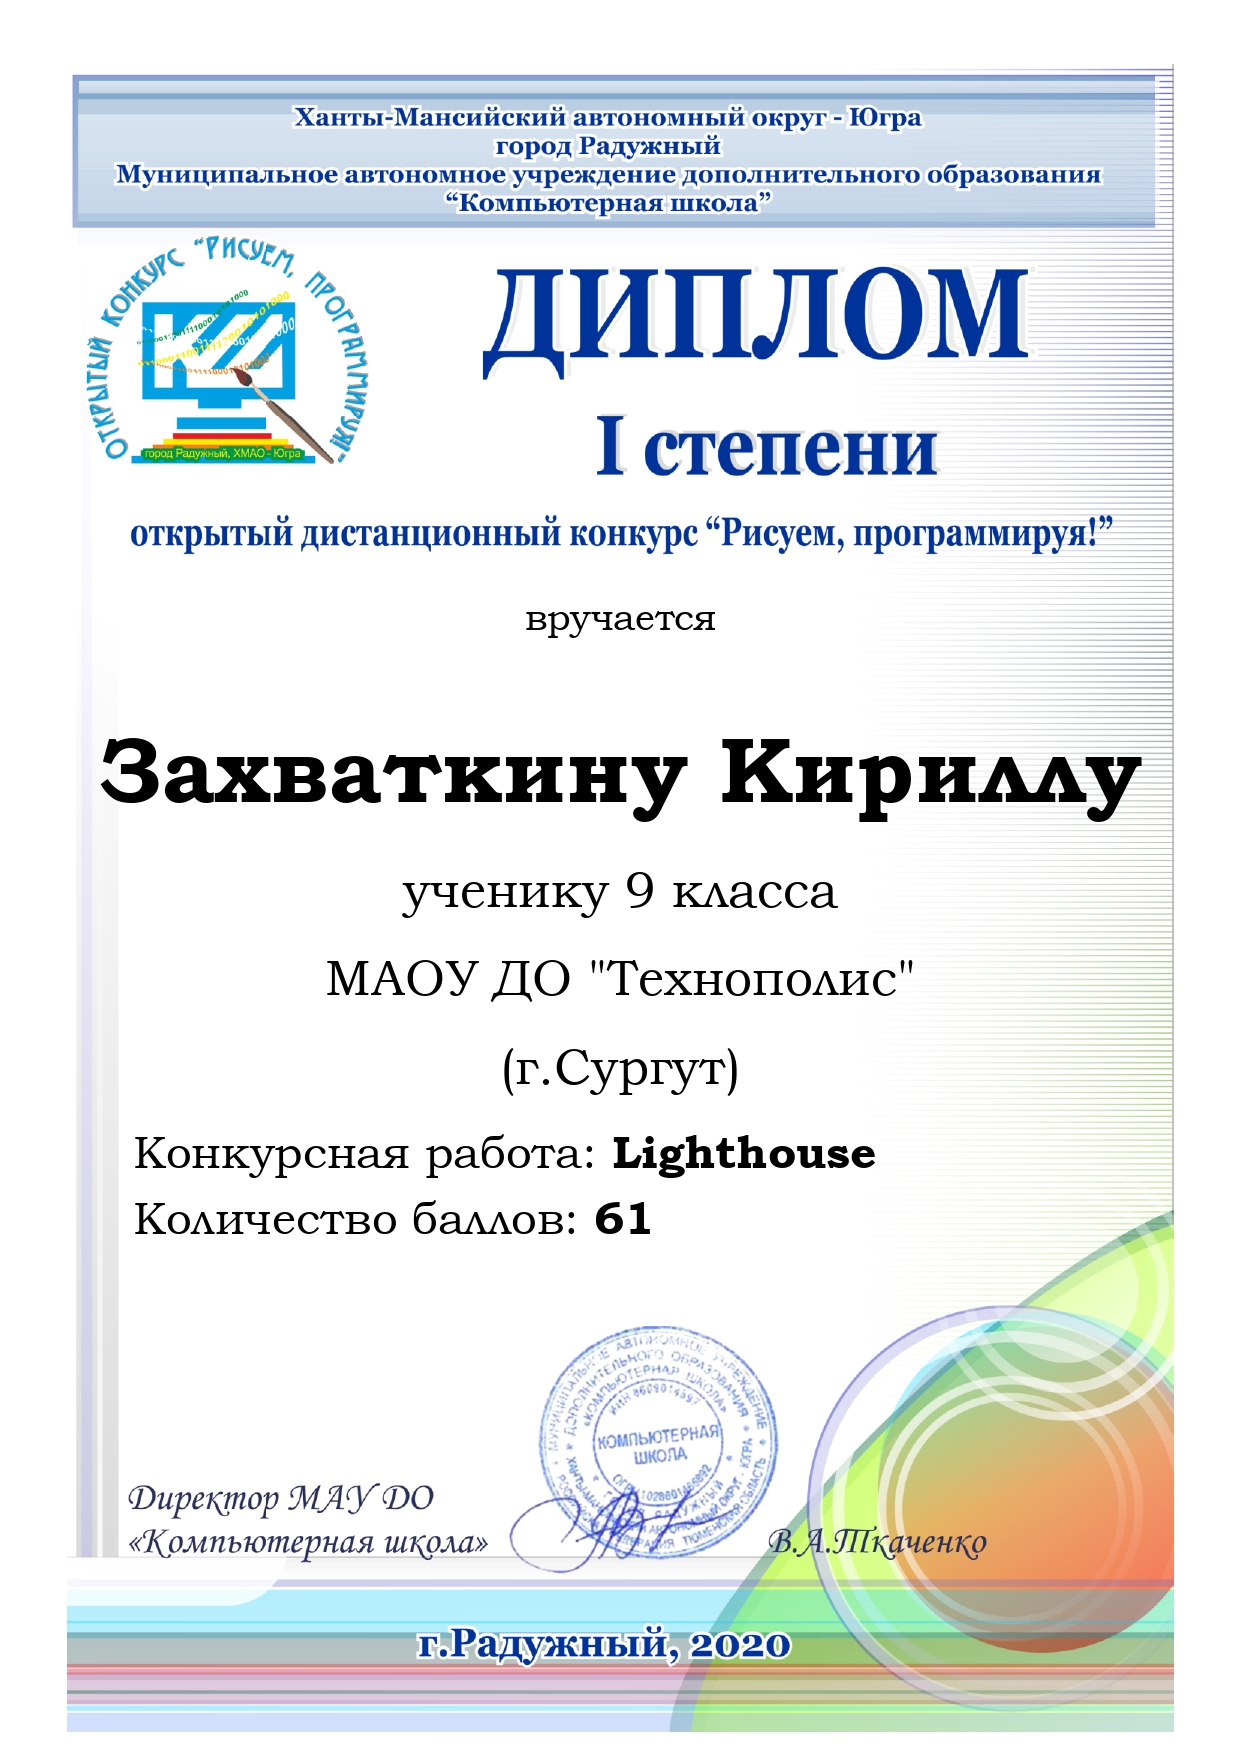 Ханты-Мансийский автономный округ - Югра
город Радужный
Муниципальное автономное учреждение дополнительного образования
“Компьютерная школа”
ОТКРЫТЫЙ КОНКУРС “РИСУЕМ, ПРОГРАММИРУЯ!”
город Радужный, ХМАО - Югра
ДИПЛОМ
I степени
открытый дистанционный конкурс “Рисуем, программируя!”
вручается
Захваткину Кириллу
ученику 9 класса
МАОУ ДО "Технополис"
(г.Сургут)
Конкурсная работа: Lighthouse
Количество баллов: 61
МУНИЦИПАЛЬНОЕ АВТОНОМНОЕ УЧРЕЖДЕНИЕ
ДОПОЛНИТЕЛЬНОГО ОБРАЗОВАНИЯ
«КОМПЬЮТЕРНАЯ ШКОЛА»
КОМПЬЮТЕРНАЯ
ШКОЛА
Директор МАУ ДО
«Компьютерная школа»
В.А.Ткаченко
г.Радужный, 2020